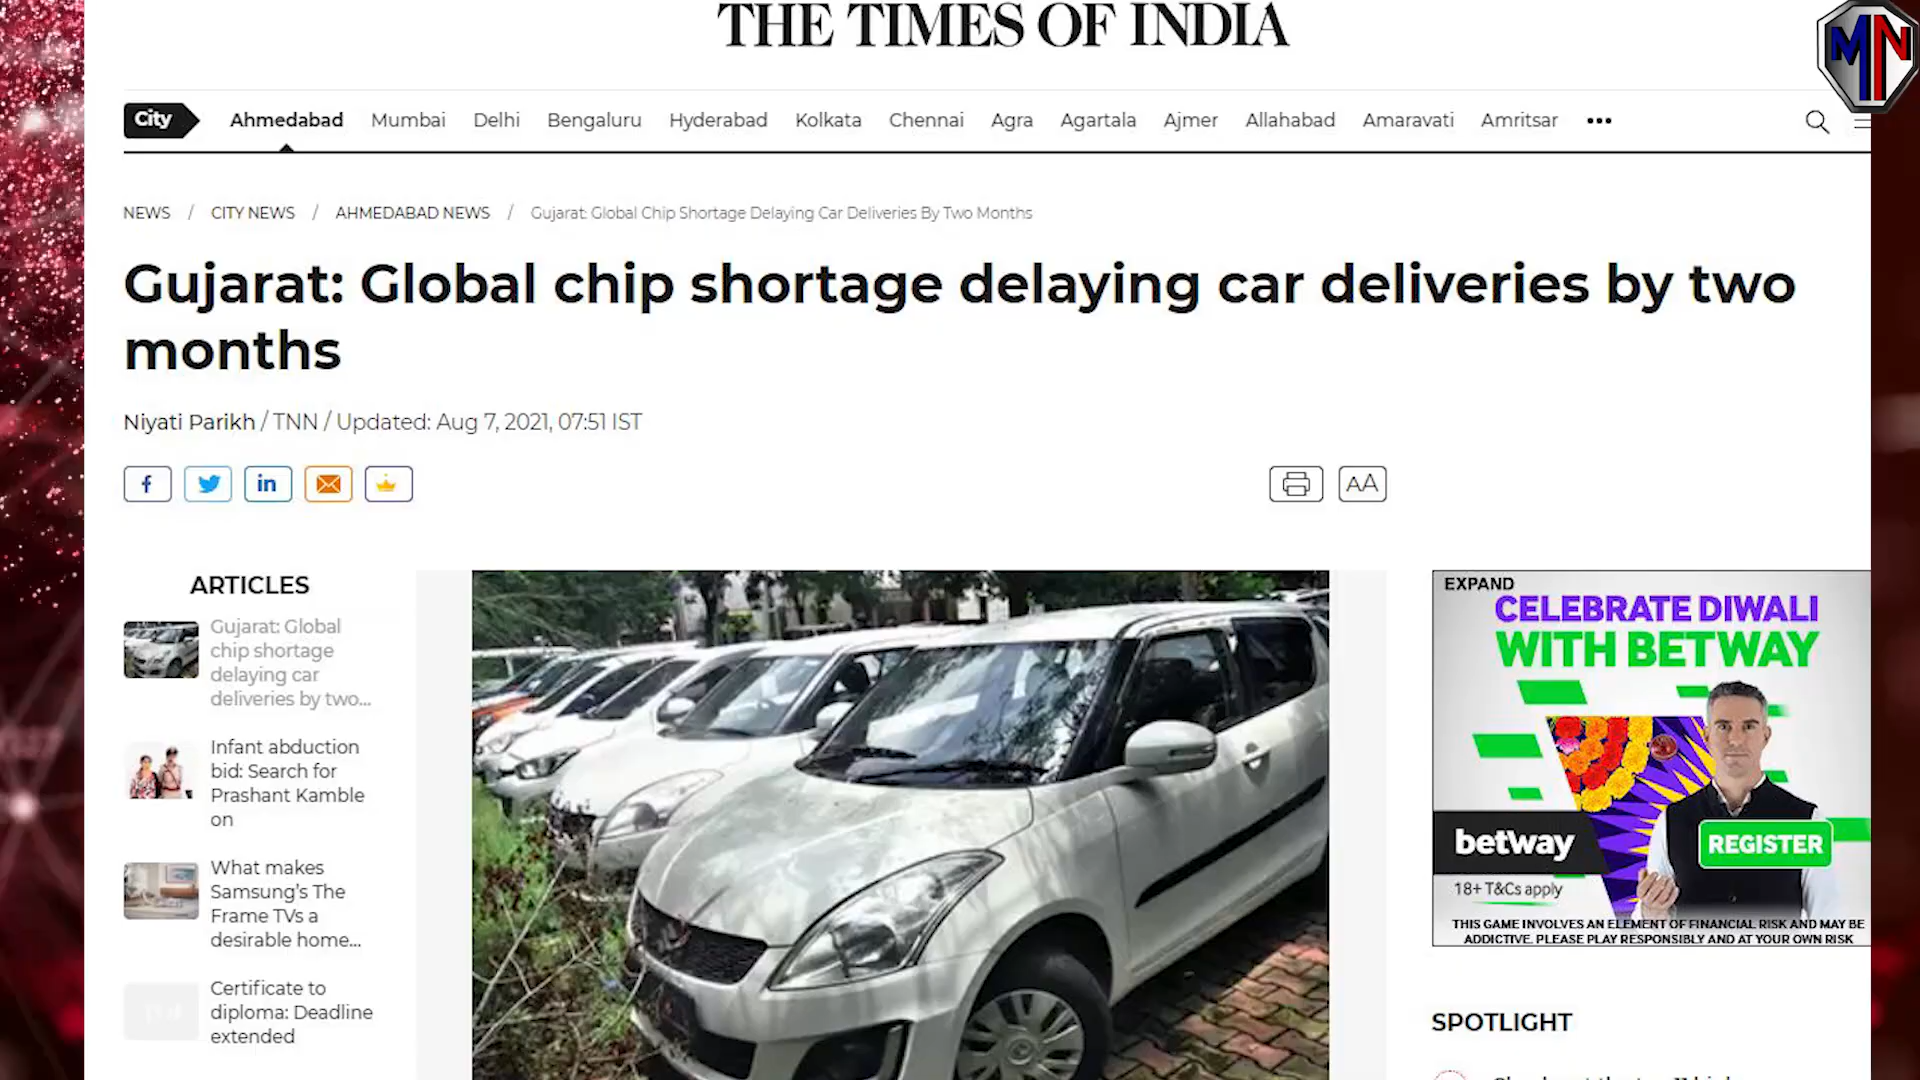 THE TIMES OF INDIA
MN
City Ahmedabad Mumbai Delhi Bengaluru Hyderabad Kolkata Chennai Agra Agartala Ajmer Allahabad Amaravati Amritsar •••
NEWS / CITY NEWS / AHMEDABAD NEWS / Gujarat: Global Chip Shortage Delaying Car Deliveries By Two Months
Gujarat: Global chip shortage delaying car deliveries by two
months
Niyati Parikh / TNN / Updated: Aug 7, 2021, 07:51 IST
f in AA
ARTICLES
Gujarat: Global
chip shortage
delaying car
deliveries by two...
Infant abduction
bid: Search for
Prashant Kamble
on
What makes
Samsung's The
Frame TVs a
desirable home...
Certificate to
diploma: Deadline
extended
EXPAND
CELEBRATE DIWALI
WITH BETWAY
betway
REGISTER
18+ T&Cs apply
THIS GAME INVOLVES AN ELEMENT OF FINANCIAL RISK AND MAY BE
ADDICTIVE. PLEASE PLAY RESPONSIBLY AND AT YOUR OWN RISK
SPOTLIGHT